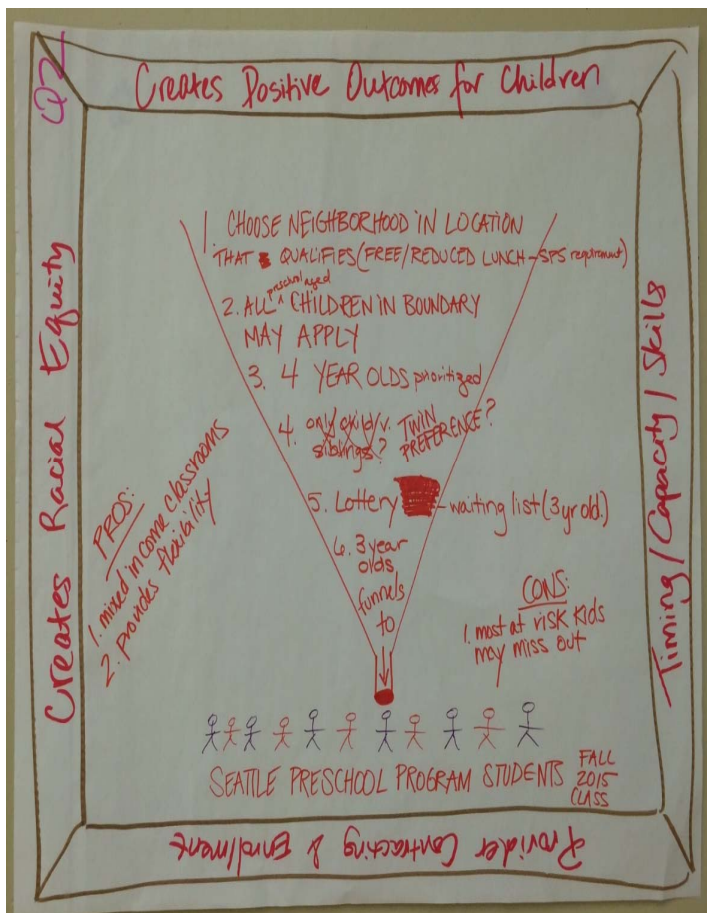 Q2
Creates Positive Outcomes for Children
Creates Racial Equity
1. CHOOSE NEIGHBORHOOD IN LOCATION
THAT QUALIFIES (FREE/REDUCED LUNCH - SPS requirement)
preschool aged
2. ALL ^ CHILDREN IN BOUNDARY
MAY APPLY
3. 4 YEAR OLDS prioritized
4. only child v. TWIN
siblings? PREFERENCE?
5. Lottery - waiting list (3yr old.)
6. 3 year
olds
funnels
to
PROS:
1. mixed income classrooms
2. provides flexibility
CONS:
1. most at risk kids
may miss out
SEATTLE PRESCHOOL PROGRAM STUDENTS
FALL
2015
CLASS
Timing / Capacity / Skills
Provider Contracting & Enrollment